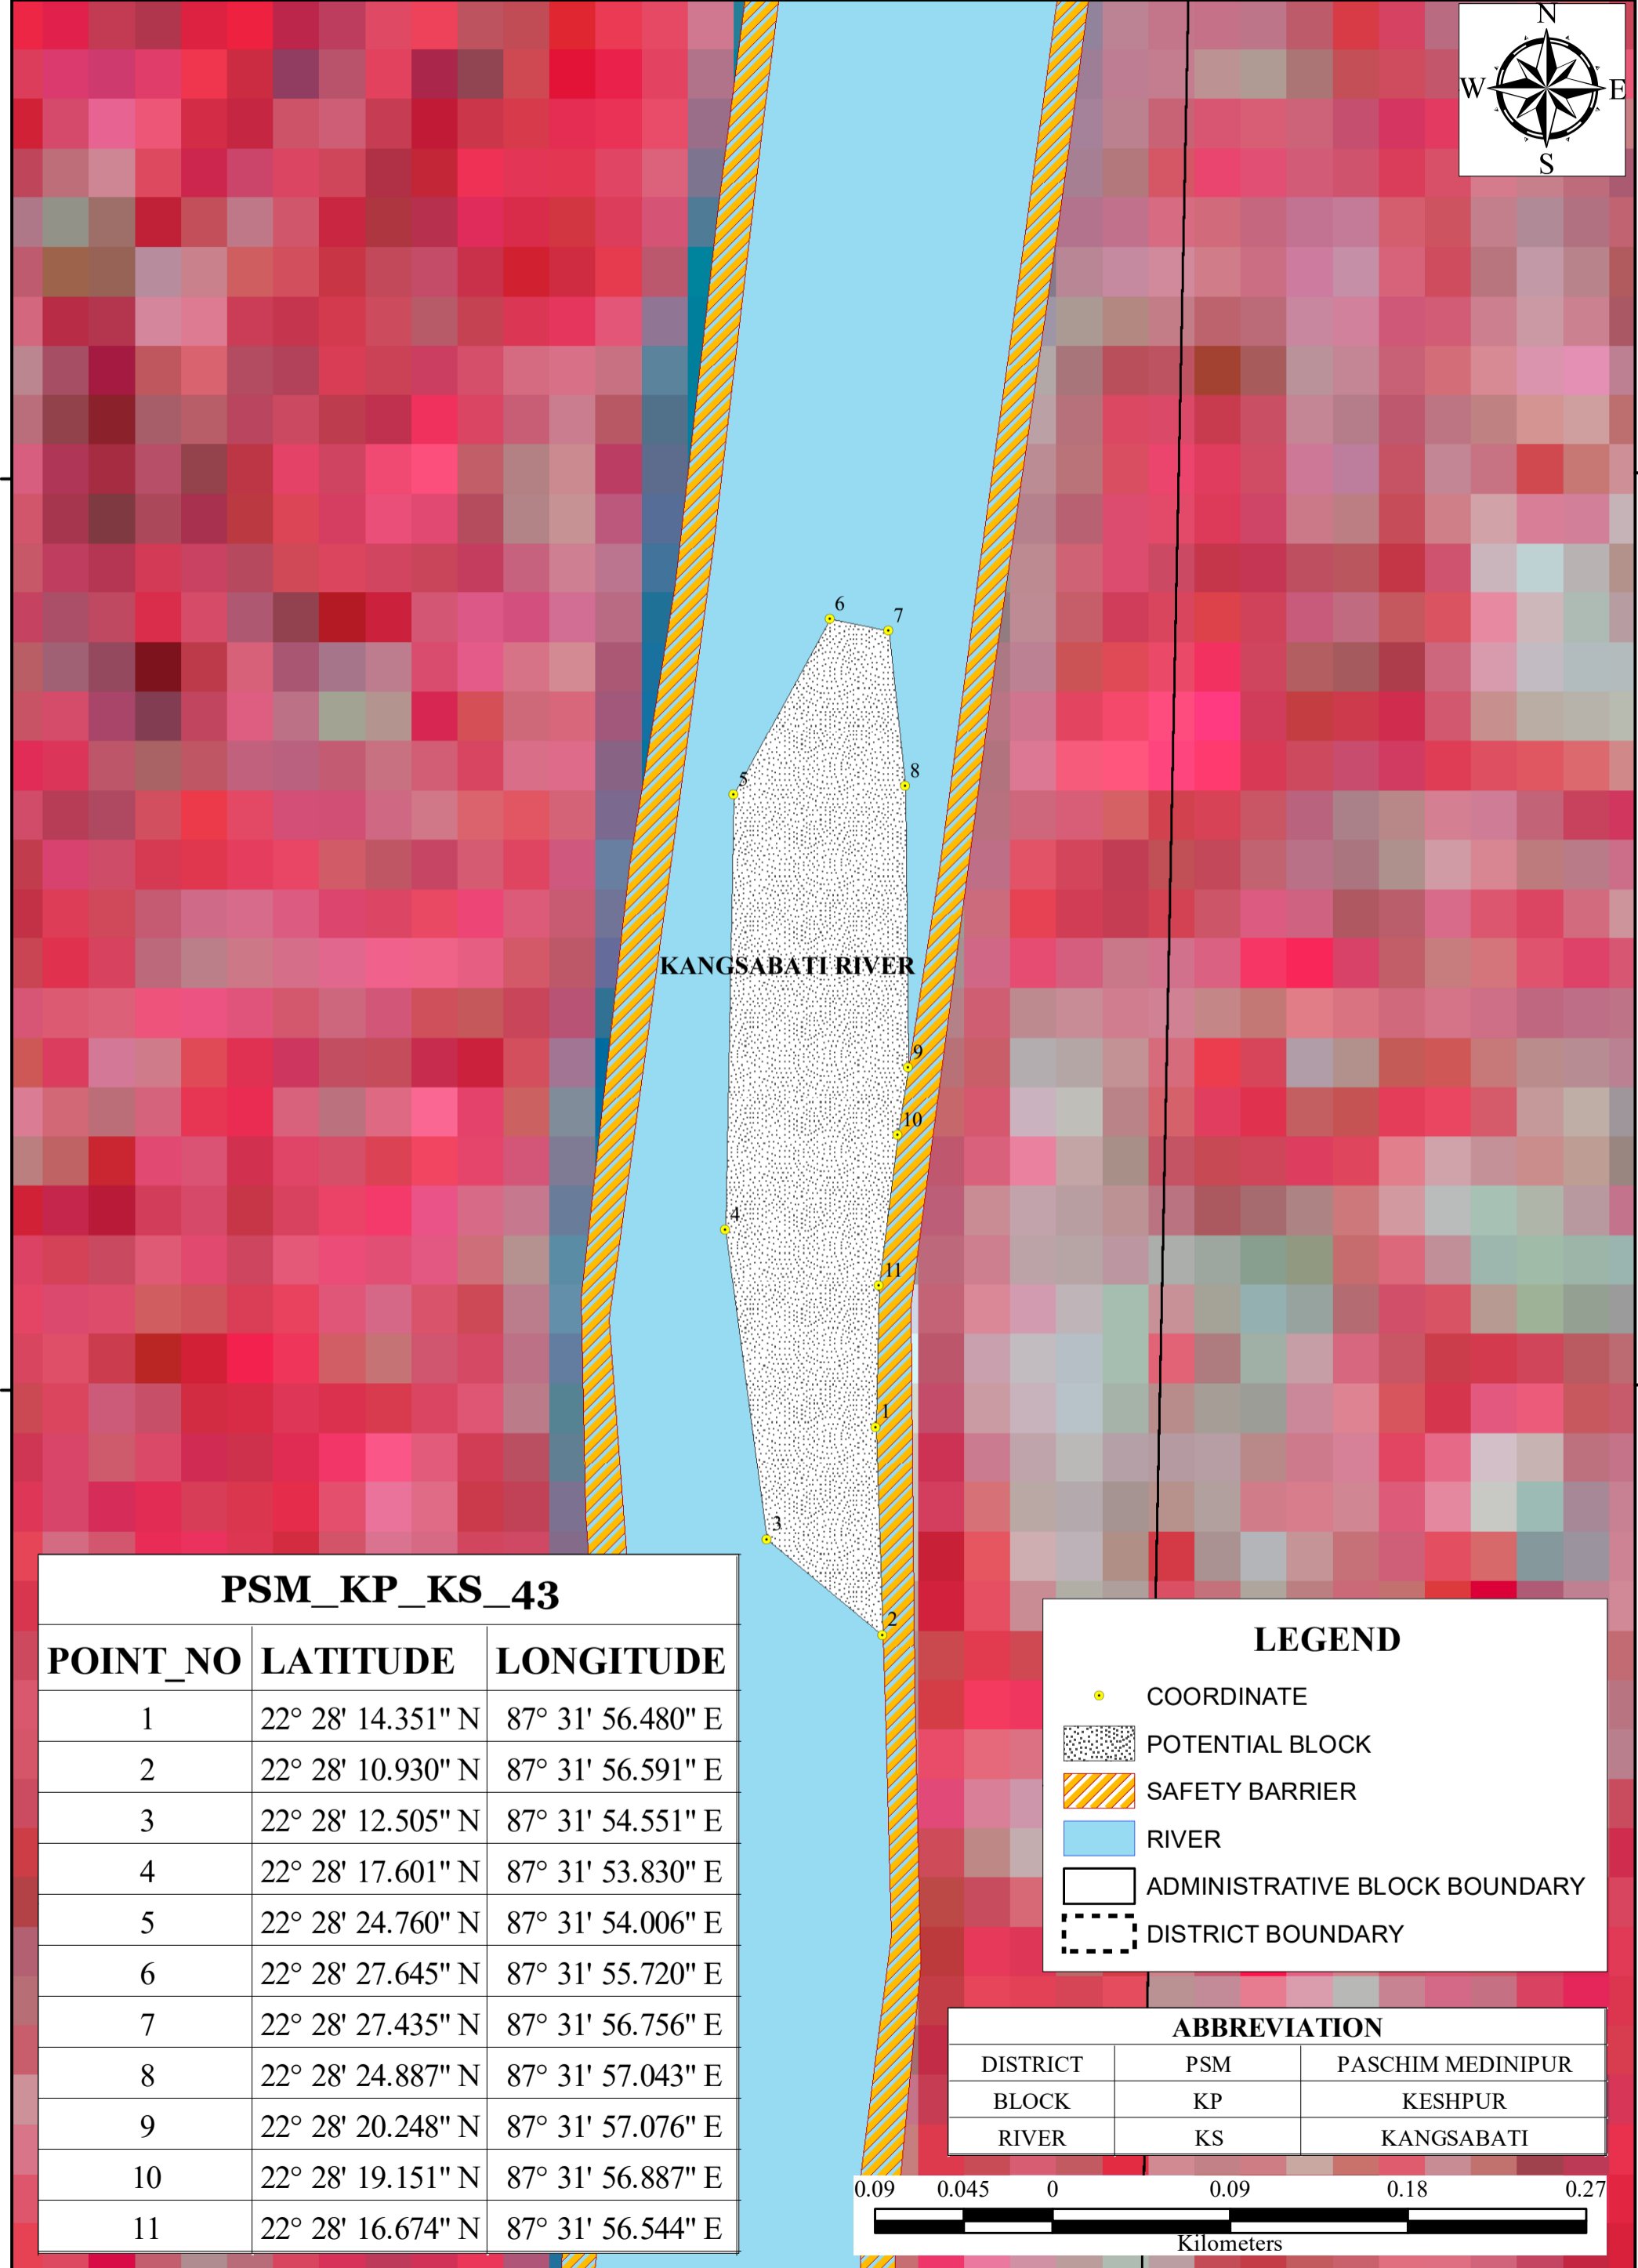 N
W E
S
6
7
5
8
KANGSABATI RIVER
9
10
4
11
1
3
2
PSM_KP_KS_43
POINT_NO LATITUDE LONGITUDE
1 22° 28' 14.351" N 87° 31' 56.480" E
2 22° 28' 10.930" N 87° 31' 56.591" E
3 22° 28' 12.505" N 87° 31' 54.551" E
4 22° 28' 17.601" N 87° 31' 53.830" E
5 22° 28' 24.760" N 87° 31' 54.006" E
6 22° 28' 27.645" N 87° 31' 55.720" E
7 22° 28' 27.435" N 87° 31' 56.756" E
8 22° 28' 24.887" N 87° 31' 57.043" E
9 22° 28' 20.248" N 87° 31' 57.076" E
10 22° 28' 19.151" N 87° 31' 56.887" E
11 22° 28' 16.674" N 87° 31' 56.544" E
LEGEND
COORDINATE
POTENTIAL BLOCK
SAFETY BARRIER
RIVER
ADMINISTRATIVE BLOCK BOUNDARY
DISTRICT BOUNDARY
ABBREVIATION
DISTRICT PSM PASCHIM MEDINIPUR
BLOCK KP KESHPUR
RIVER KS KANGSABATI
0.09 0.045 0 0.09 0.18 0.27
Kilometers